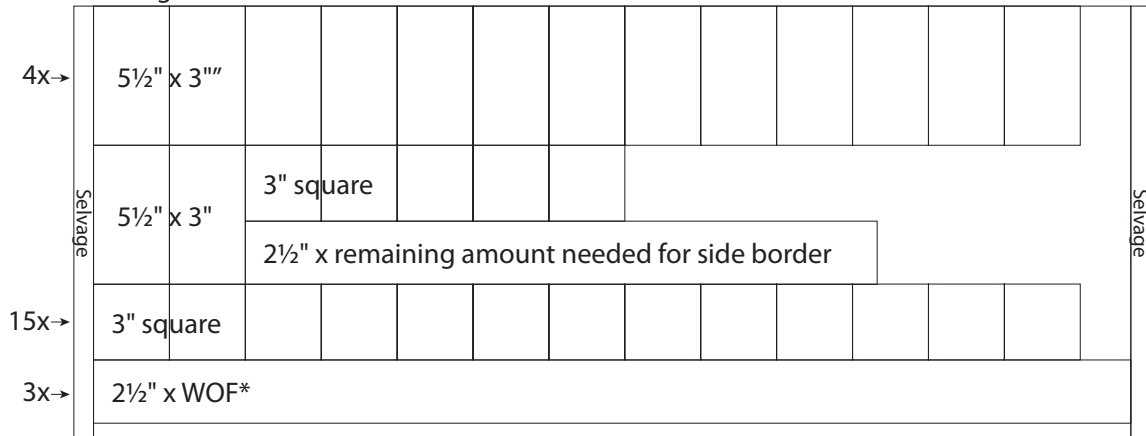 4x→ 5½" x 3"″
5½" x 3"
3" square
Selvage
Selvage
2½" x remaining amount needed for side border
15x→ 3" square
3x→ 2½" x WOF*